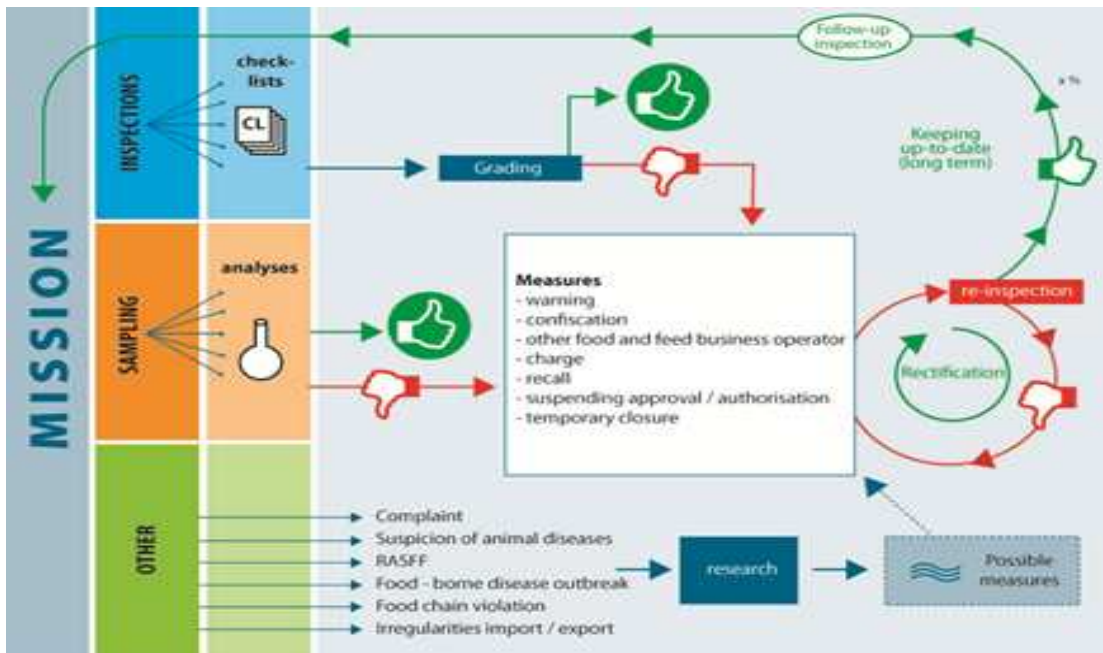 MISSION
INSPECTIONS
check-
lists
CL
Grading
Follow-up
inspection
x %
Keeping
up-to-date
(long term)
SAMPLING
analyses
Measures
- warning
- confiscation
- other food and feed business operator
- charge
- recall
- suspending approval / authorisation
- temporary closure
re-inspection
Rectification
OTHER
Complaint
Suspicion of animal diseases
RASFF
Food - borne disease outbreak
Food chain violation
Irregularities import / export
research
Possible
measures